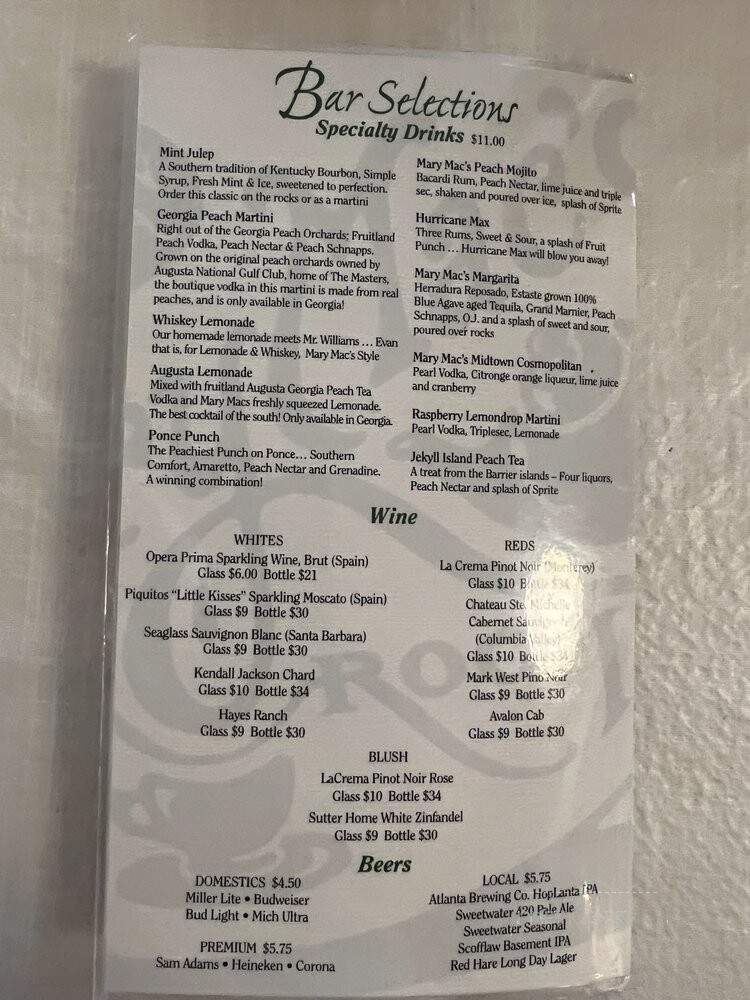 Bar Selections
Specialty Drinks $11.00
Mint Julep
A Southern tradition of Kentucky Bourbon, Simple
Syrup, Fresh Mint & Ice, sweetened to perfection.
Order this classic on the rocks or as a martini
Georgia Peach Martini
Right out of the Georgia Peach Orchards; Fruitland
Peach Vodka, Peach Nectar & Peach Schnapps.
Grown on the original peach orchards owned by
Augusta National Gulf Club, home of The Masters,
the boutique vodka in this martini is made from real
peaches, and is only available in Georgia!
Whiskey Lemonade
Our homemade lemonade meets Mr. Williams ... Evan
that is, for Lemonade & Whiskey, Mary Mac's Style
Augusta Lemonade
Mixed with fruitland Augusta Georgia Peach Tea
Vodka and Mary Macs freshly squeezed Lemonade.
The best cocktail of the south! Only available in Georgia.
Ponce Punch
The Peachiest Punch on Ponce... Southern
Comfort, Amaretto, Peach Nectar and Grenadine.
A winning combination!
Mary Mac's Peach Mojito
Bacardi Rum, Peach Nectar, lime juice and triple
sec, shaken and poured over ice, splash of Sprite
Hurricane Max
Three Rums, Sweet & Sour, a splash of Fruit
Punch ... Hurricane Max will blow you away!
Mary Mac's Margarita
Herradura Reposado, Estaste grown 100%
Blue Agave aged Tequila, Grand Marnier, Peach
Schnapps, O.J. and a splash of sweet and sour,
poured over rocks
Mary Mac's Midtown Cosmopolitan
Pearl Vodka, Citronge orange liqueur, lime juice
and cranberry
Raspberry Lemondrop Martini
Pearl Vodka, Triplesec, Lemonade
Jekyll Island Peach Tea
A treat from the Barrier islands – Four liquors,
Peach Nectar and splash of Sprite
Wine
WHITES
Opera Prima Sparkling Wine, Brut (Spain)
Glass $6.00 Bottle $21
Piquitos "Little Kisses" Sparkling Moscato (Spain)
Glass $9 Bottle $30
Seaglass Sauvignon Blanc (Santa Barbara)
Glass $9 Bottle $30
Kendall Jackson Chard
Glass $10 Bottle $34
Hayes Ranch
Glass $9 Bottle $30
REDS
La Crema Pinot Noir (Monterey)
Glass $10 Bottle $34
Chateau Ste. Michelle
Cabernet Sauvignon
(Columbia Valley)
Glass $10 Bottle $34
Mark West Pino Noir
Glass $9 Bottle $30
Avalon Cab
Glass $9 Bottle $30
BLUSH
LaCrema Pinot Noir Rose
Glass $10 Bottle $34
Sutter Home White Zinfandel
Glass $9 Bottle $30
Beers
DOMESTICS $4.50
Miller Lite • Budweiser
Bud Light • Mich Ultra
PREMIUM $5.75
Sam Adams • Heineken • Corona
LOCAL $5.75
Atlanta Brewing Co. HopLanta IPA
Sweetwater 420 Pale Ale
Sweetwater Seasonal
Scofflaw Basement IPA
Red Hare Long Day Lager